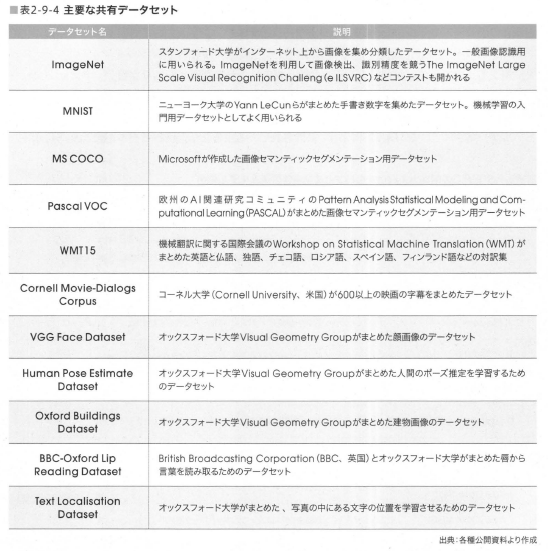 ■表2-9-4 主要な共有データセット
データセット名 説明
ImageNet
スタンフォード大学がインターネット上から画像を集め分類したデータセット。一般画像認識用
に用いられる。ImageNetを利用して画像検出、識別精度を競うThe ImageNet Large
Scale Visual Recognition Challeng（e ILSVRC）などコンテストも開かれる
MNIST
ニューヨーク大学のYann LeCunらがまとめた手書き数字を集めたデータセット。機械学習の入
門用データセットとしてよく用いられる
MS COCO
Microsoftが作成した画像セマンティックセグメンテーション用データセット
Pascal VOC
欧州のAI関連研究コミュニティのPattern Analysis Statistical Modeling and Com-
putational Learning（PASCAL）がまとめた画像セマンティックセグメンテーション用データセット
WMT15
機械翻訳に関する国際会議のWorkshop on Statistical Machine Translation（WMT）が
まとめた英語と仏語、独語、チェコ語、ロシア語、スペイン語、フィンランド語などの対訳集
Cornell Movie-Dialogs
Corpus
コーネル大学（Cornell University、米国）が600以上の映画の字幕をまとめたデータセット
VGG Face Dataset
オックスフォード大学Visual Geometry Groupがまとめた顔画像のデータセット
Human Pose Estimate
Dataset
オックスフォード大学Visual Geometry Groupがまとめた人間のポーズ推定を学習するため
のデータセット
Oxford Buildings
Dataset
オックスフォード大学Visual Geometry Groupがまとめた建物画像のデータセット
BBC-Oxford Lip
Reading Dataset
British Broadcasting Corporation（BBC、英国）とオックスフォード大学がまとめた唇から
言葉を読み取るためのデータセット
Text Localisation
Dataset
オックスフォード大学がまとめた 、写真の中にある文字の位置を学習させるためのデータセット
出典：各種公開資料より作成